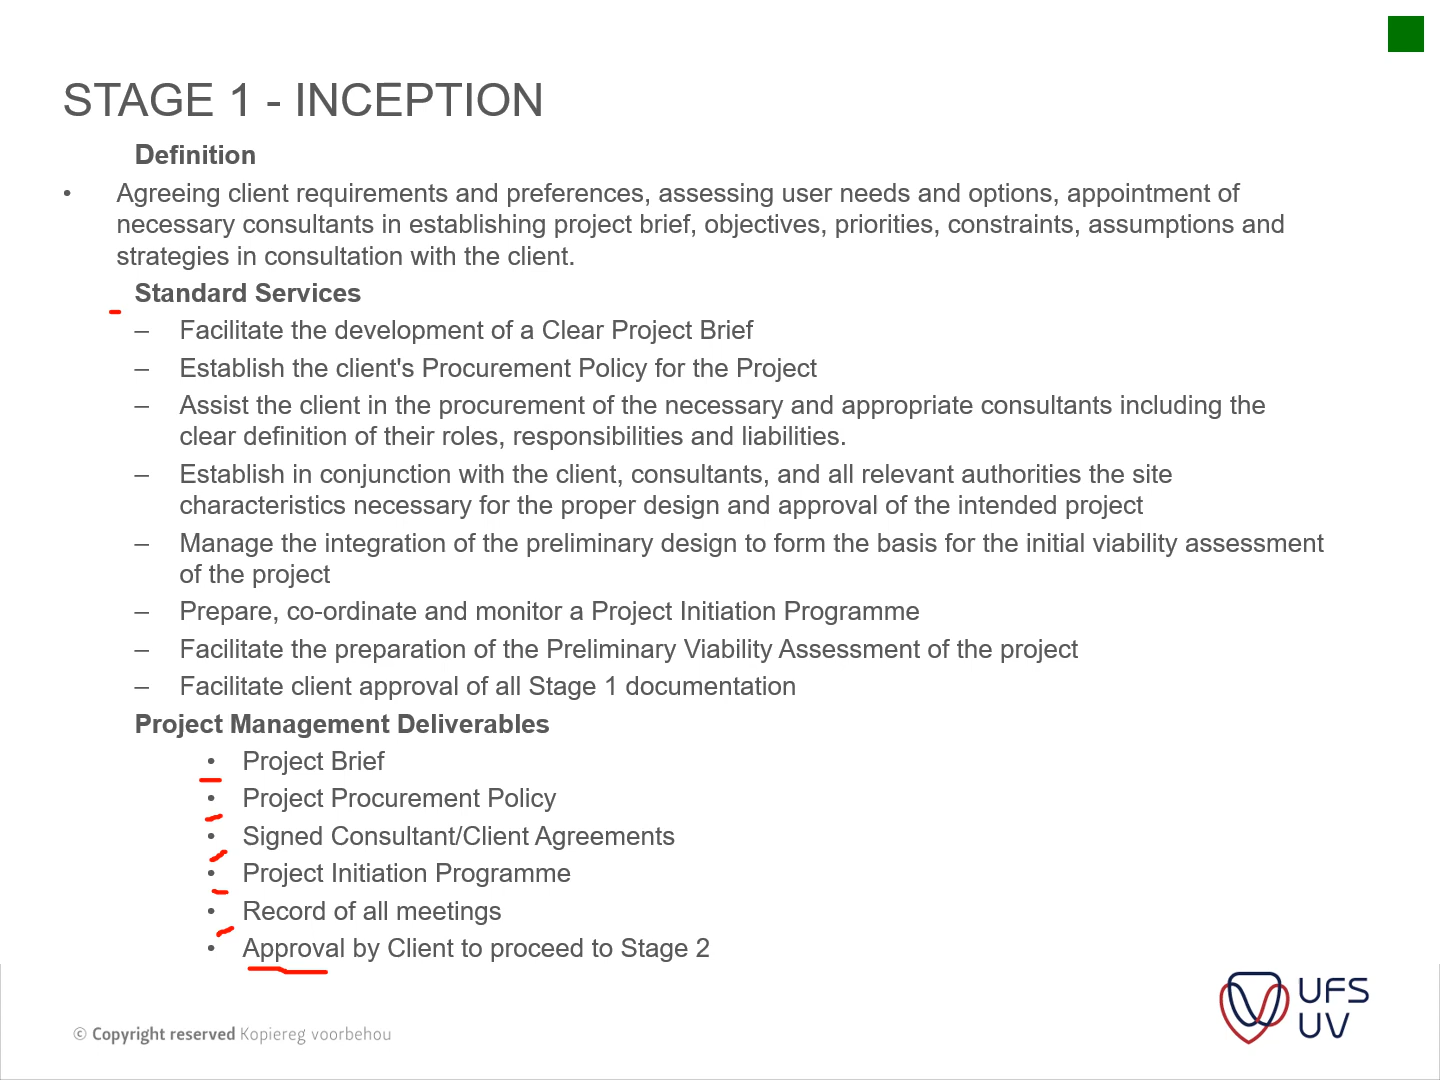 STAGE 1 - INCEPTION
Definition
• Agreeing client requirements and preferences, assessing user needs and options, appointment of
necessary consultants in establishing project brief, objectives, priorities, constraints, assumptions and
strategies in consultation with the client.
Standard Services
– Facilitate the development of a Clear Project Brief
– Establish the client's Procurement Policy for the Project
– Assist the client in the procurement of the necessary and appropriate consultants including the
clear definition of their roles, responsibilities and liabilities.
– Establish in conjunction with the client, consultants, and all relevant authorities the site
characteristics necessary for the proper design and approval of the intended project
– Manage the integration of the preliminary design to form the basis for the initial viability assessment
of the project
– Prepare, co-ordinate and monitor a Project Initiation Programme
– Facilitate the preparation of the Preliminary Viability Assessment of the project
– Facilitate client approval of all Stage 1 documentation
Project Management Deliverables
• Project Brief
• Project Procurement Policy
• Signed Consultant/Client Agreements
• Project Initiation Programme
• Record of all meetings
• Approval by Client to proceed to Stage 2
© Copyright reserved Kopiereg voorbehou
UFS
UV